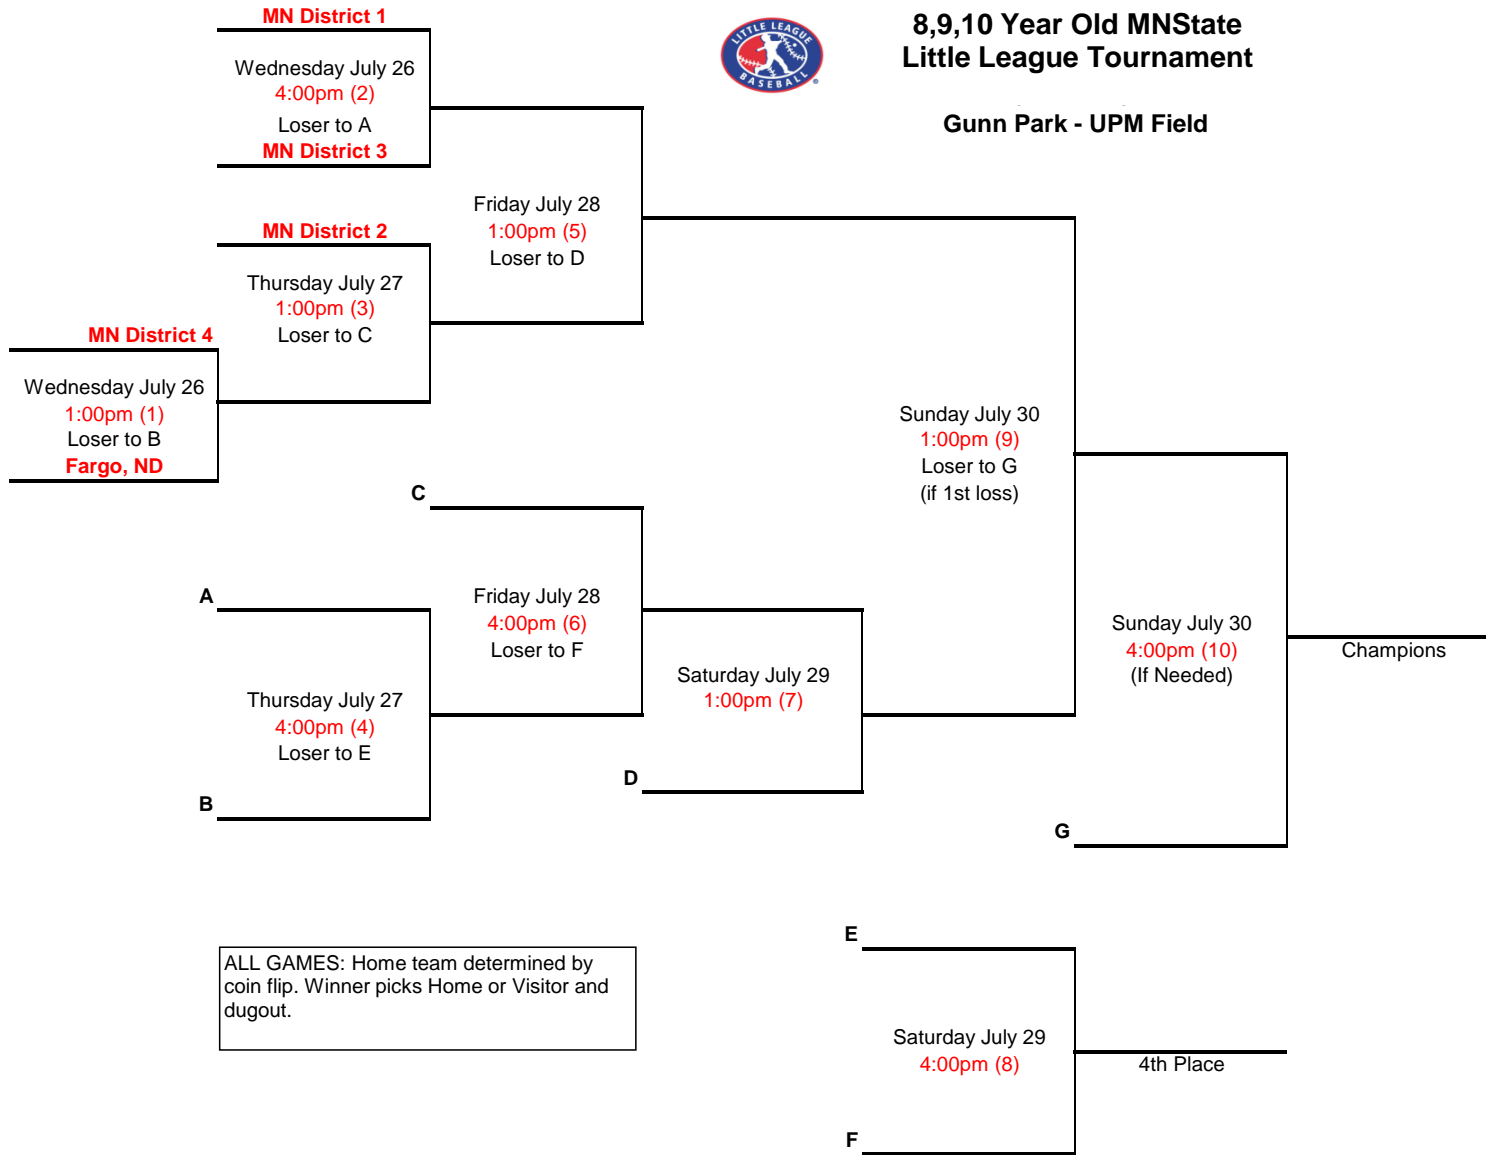 MN District 1
LITTLE LEAGUE
BASEBALL
8,9,10 Year Old MNState
Little League Tournament
Gunn Park - UPM Field
Wednesday July 26
4:00pm (2)
Loser to A
MN District 3
Friday July 28
1:00pm (5)
Loser to D
MN District 2
Thursday July 27
1:00pm (3)
Loser to C
MN District 4
Wednesday July 26
1:00pm (1)
Loser to B
Fargo, ND
Sunday July 30
1:00pm (9)
Loser to G
(if 1st loss)
C
A
Friday July 28
4:00pm (6)
Loser to F
Sunday July 30
4:00pm (10)
(If Needed)
Champions
Saturday July 29
1:00pm (7)
Thursday July 27
4:00pm (4)
Loser to E
D
B
G
E
ALL GAMES: Home team determined by
coin flip. Winner picks Home or Visitor and
dugout.
Saturday July 29
4:00pm (8)
4th Place
F